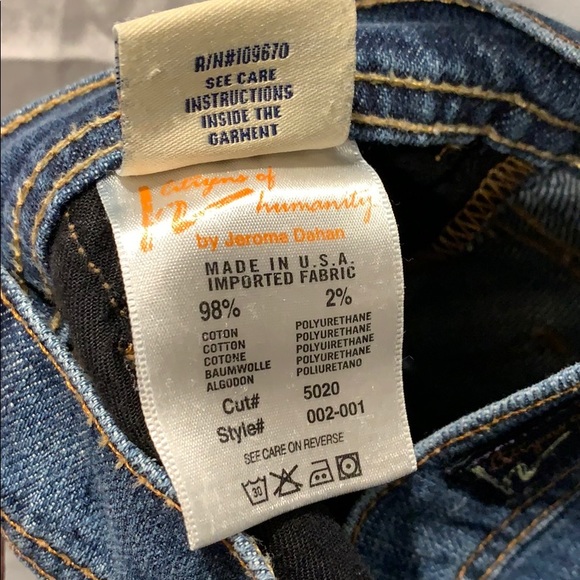 R/N#109670
SEE CARE
INSTRUCTIONS
INSIDE THE
GARMENT
Citizens of
humanity
by Jerome Dahan
MADE IN U.S.A.
IMPORTED FABRIC
98% 2%
COTON POLYURETHANE
COTTON POLYUIRETHANE
COTONE POLYURETHANE
BAUMWOLLE POLYURETHANE
ALGODON POLIURETANO
Cut# 5020
Style# 002-001
SEE CARE ON REVERSE
30